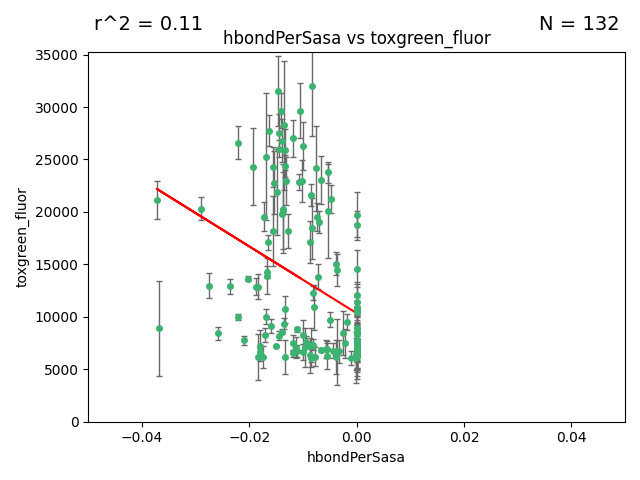 r^2 = 0.11
N = 132
hbondPerSasa vs toxgreen_fluor
35000
30000
25000
20000
15000
10000
5000
0
toxgreen_fluor
−0.04
−0.02
0.00
0.02
0.04
hbondPerSasa